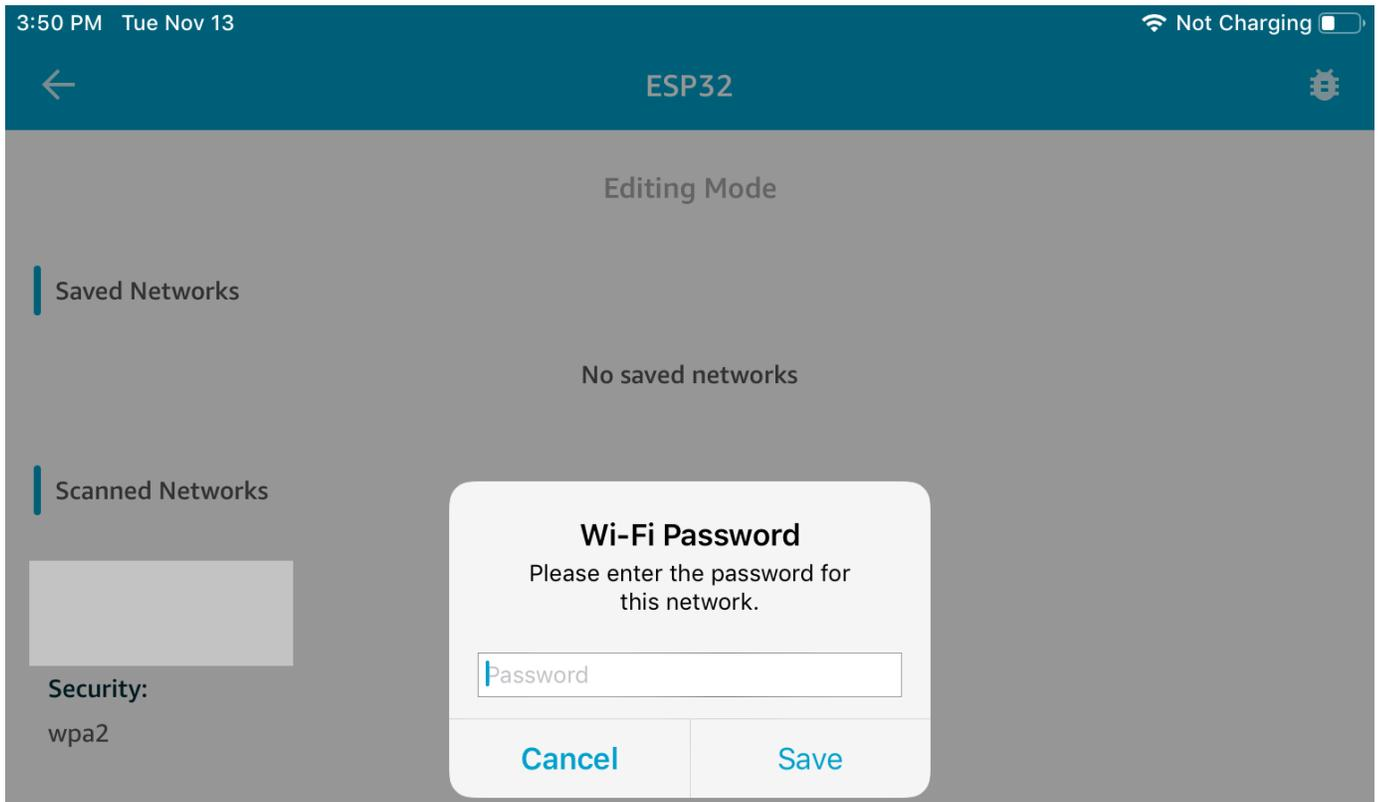 3:50 PM Tue Nov 13 Not Charging
ESP32
Editing Mode
Saved Networks
No saved networks
Scanned Networks
Wi-Fi Password
Please enter the password for
this network.
Password
Security:
wpa2
Cancel Save